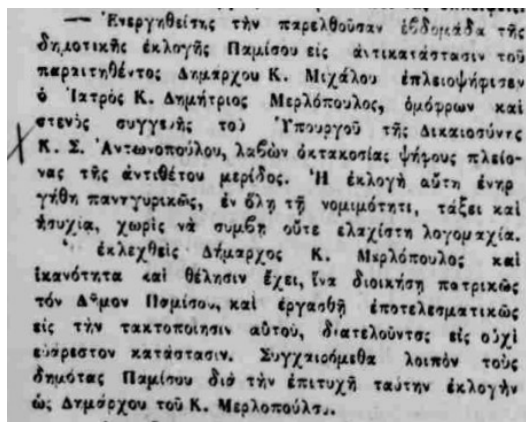 — Ἐνεργηθείσης τὴν παρελθοῦσαν ἑβδομάδα τῆς
δημοτικῆς ἐκλογῆς Παμίσου εἰς ἀντικατάστασιν τοῦ
παραιτηθέντος Δημάρχου Κ. Μιχάλου ἐπλειοψήφισεν
ὁ Ἰατρὸς Κ. Δημήτριος Μερλόπουλος, ὁμόφρων καὶ
στενὸς συγγενὴς τοῦ Ὑπουργοῦ τῆς Δικαιοσύνης
Κ. Σ. Ἀντωνοπούλου, λαβὼν ὀκτακοσίας ψήφους πλείο-
νας τῆς ἀντιθέτου μερίδος. Ἡ ἐκλογὴ αὕτη ἐνηρ
γήθη πανηγυρικῶς, ἐν ὅλῃ τῇ νομιμότητι, τάξει καὶ
ἡσυχίᾳ, χωρὶς νὰ συμβῇ οὔτε ἐλαχίστη λογομαχία.
ἐκλεχθεὶς Δήμαρχος Κ. Μερλόπουλος καὶ
ἱκανότητα καὶ θέλησιν ἔχει, ἵνα διοικήσῃ πατρικῶς
τόν Δῆμον Παμίσου, καὶ ἐργασθῇ ἀποτελεσματικῶς
εἰς τὴν τακτοποίησιν αὐτοῦ, διατελοῦντος εἰς οὐχὶ
εὐάρεστον κατάστασιν. Συγχαιρόμεθα λοιπὸν τοὺς
δημότας Παμίσου διὰ τὴν ἐπιτυχῆ ταύτην ἐκλογὴν
ὡς Δημάρχου τοῦ Κ. Μερλοπούλου.